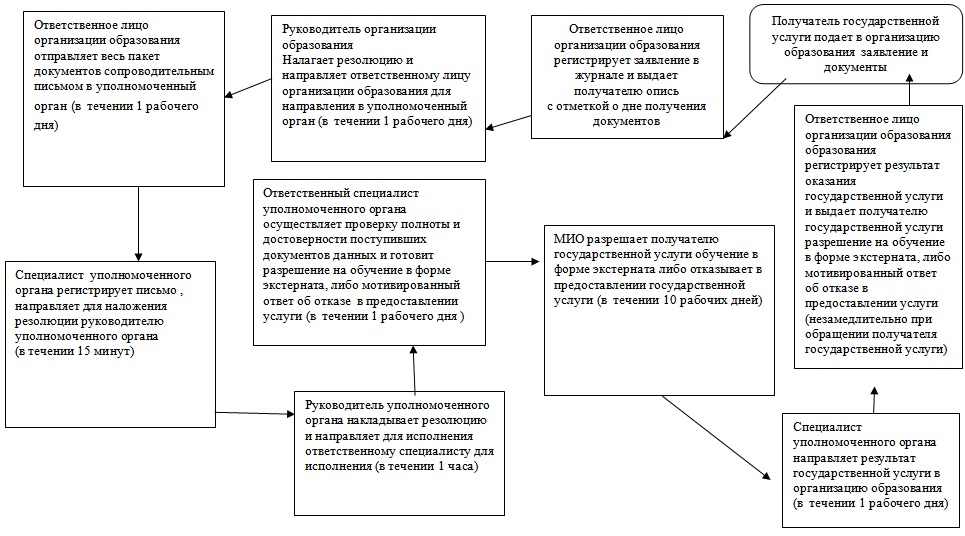 Ответственное лицо
организации образования
отправляет весь пакет
документов сопроводительным
письмом в уполномоченный
орган (в течении 1 рабочего
дня)
Руководитель организации
образования
Налагает резолюцию и
направляет ответственному лицу
организации образования для
направления в уполномоченный
орган (в течении 1 рабочего дня)
Ответственное лицо
организации образования
регистрирует заявление в
журнале и выдает
получателю опись
с отметкой о дне получения
документов
Получатель государственной
услуги подает в организацию
образования заявление и
документы
Специалист уполномоченного
органа регистрирует письмо ,
направляет для наложения
резолюции руководителю
уполномоченного органа
(в течении 15 минут)
Ответственный специалист
уполномоченного органа
осуществляет проверку полноты и
достоверности поступивших
документов данных и готовит
разрешение на обучение в форме
экстерната, либо мотивированный
ответ об отказе в предоставлении
услуги (в течении 1 рабочего дня )
МИО разрешает получателю
государственной услуги обучение в
форме экстерната либо отказывает в
предоставлении государственной
услуги (в течении 10 рабочих дней)
Ответственное лицо
организации образования
образования
регистрирует результат
оказания
государственной услуги
и выдает получателю
государственной услуги
разрешение на обучение
в форме экстерната, либо
мотивированный ответ
об отказе в
предоставлении услуги
(незамедлительно при
обращении получателя
государственной услуги)
Руководитель уполномоченного
органа накладывает резолюцию
и направляет для исполнения
ответственному специалисту для
исполнения (в течении 1 часа)
Специалист
уполномоченного органа
направляет результат
государственной услуги в
организацию образования
(в течении 1 рабочего дня)